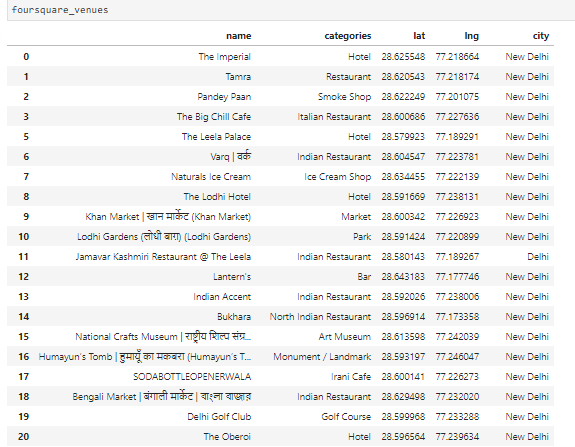 foursquare_venues
name categories lat lng city
0 The Imperial Hotel 28.625548 77.218664 New Delhi
1 Tamra Restaurant 28.620543 77.218174 New Delhi
2 Pandey Paan Smoke Shop 28.622249 77.201075 New Delhi
3 The Big Chill Cafe Italian Restaurant 28.600686 77.227636 New Delhi
5 The Leela Palace Hotel 28.579923 77.189291 New Delhi
6 Varq | वर्क Indian Restaurant 28.604547 77.223781 New Delhi
7 Naturals Ice Cream Ice Cream Shop 28.634455 77.222139 New Delhi
8 The Lodhi Hotel Hotel 28.591669 77.238131 New Delhi
9 Khan Market | खान मार्केट (Khan Market) Market 28.600342 77.226923 New Delhi
10 Lodhi Gardens (लोधी बाग़) (Lodhi Gardens) Park 28.591424 77.220899 New Delhi
11 Jamavar Kashmiri Restaurant @ The Leela Indian Restaurant 28.580143 77.189267 Delhi
12 Lantern's Bar 28.643183 77.177746 New Delhi
13 Indian Accent Indian Restaurant 28.592026 77.238006 New Delhi
14 Bukhara North Indian Restaurant 28.596914 77.173358 New Delhi
15 National Crafts Museum | राष्ट्रीय शिल्प संग्र... Art Museum 28.613598 77.242039 New Delhi
16 Humayun's Tomb | हुमायूँ का मकबरा (Humayun's T... Monument / Landmark 28.593197 77.246047 New Delhi
17 SODABOTTLEOPENERWALA Irani Cafe 28.600141 77.226273 New Delhi
18 Bengali Market | बंगाली मार्केट | বাংলা বাজার Indian Restaurant 28.629498 77.232020 New Delhi
19 Delhi Golf Club Golf Course 28.599968 77.233288 New Delhi
20 The Oberoi Hotel 28.596564 77.239634 New Delhi